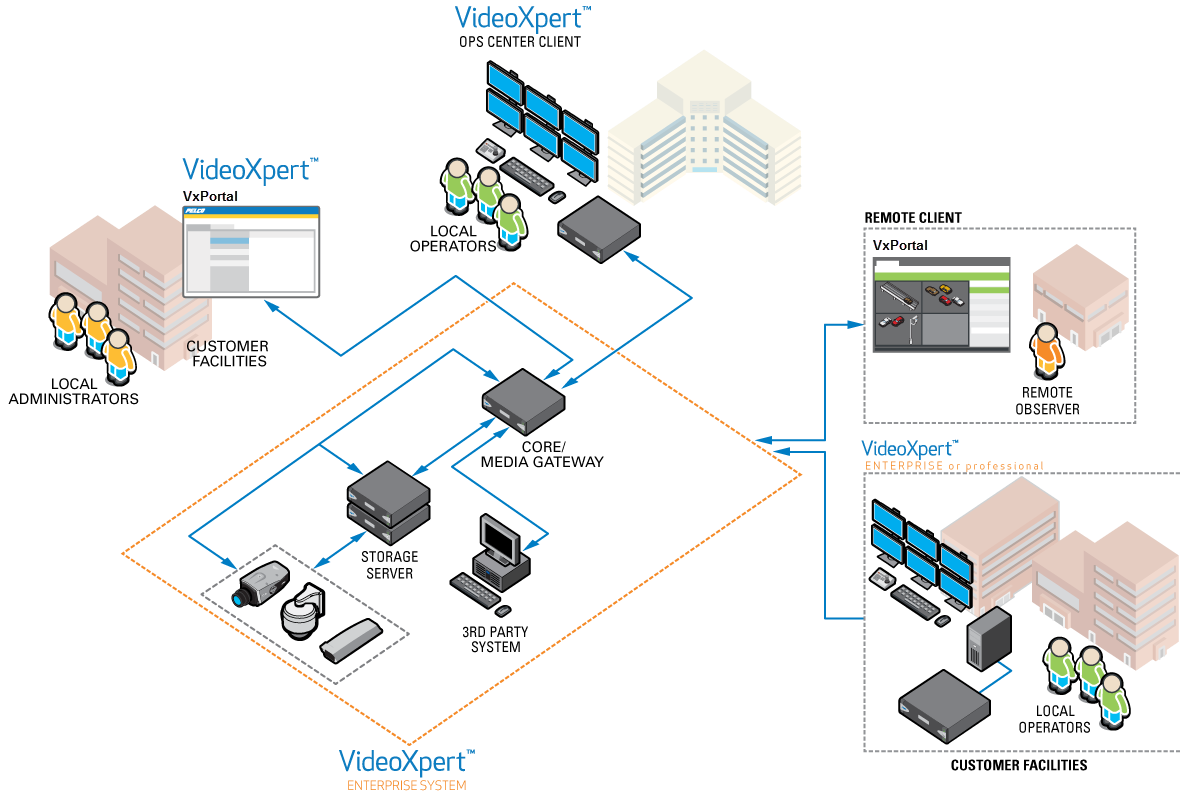 VideoXpert™
OPS CENTER CLIENT
LOCAL
OPERATORS
VideoXpert™
VxPortal
PELCO
CUSTOMER
FACILITIES
LOCAL
ADMINISTRATORS
REMOTE CLIENT
VxPortal
REMOTE
OBSERVER
CORE/
MEDIA GATEWAY
STORAGE
SERVER
3RD PARTY
SYSTEM
VideoXpert™
ENTERPRISE SYSTEM
VideoXpert™
ENTERPRISE or professional
LOCAL
OPERATORS
CUSTOMER FACILITIES